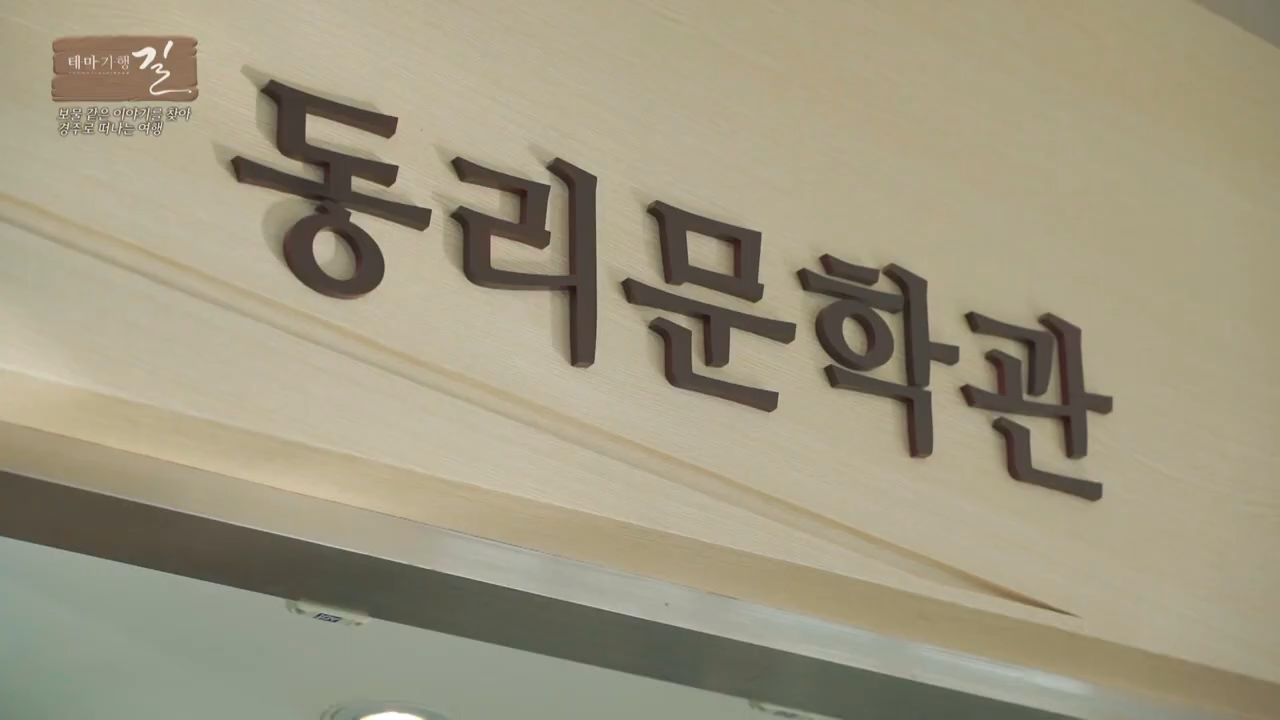 테마기행 길
보물 같은 이야기를 찾아
경주로 떠나는 여행
동리문학관